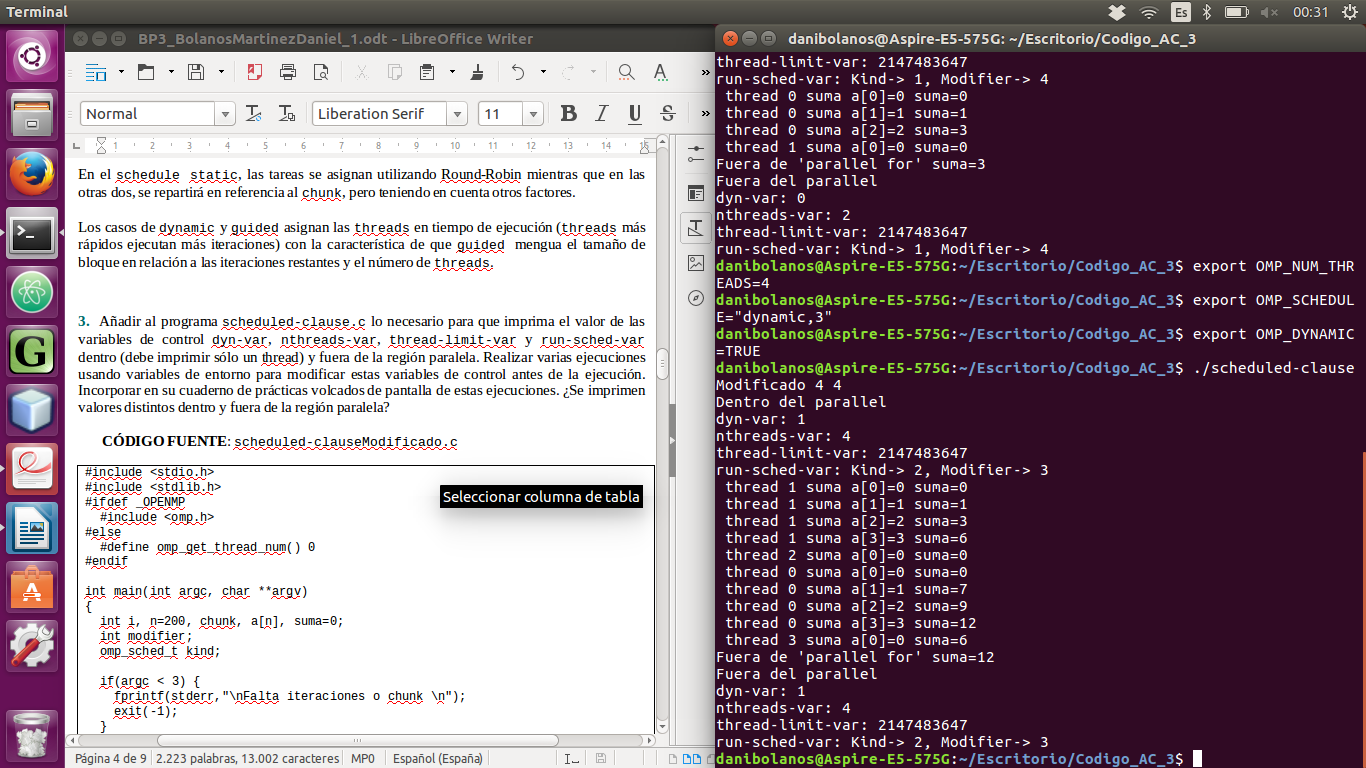 Terminal
Es
00:31
BP3_BolanosMartinezDaniel_1.odt - LibreOffice Writer
Normal
Liberation Serif
11
B I U S
1 2 3 4 5 6 7 8 9 10 11 12 13 14 15
En el schedule static, las tareas se asignan utilizando Round-Robin mientras que en las
otras dos, se repartirá en referencia al chunk, pero teniendo en cuenta otros factores.
Los casos de dynamic y guided asignan las threads en tiempo de ejecución (threads más
rápidos ejecutan más iteraciones) con la característica de que guided mengua el tamaño de
bloque en relación a las iteraciones restantes y el número de threads.
3. Añadir al programa scheduled-clause.c lo necesario para que imprima el valor de las
variables de control dyn-var, nthreads-var, thread-limit-var y run-sched-var
dentro (debe imprimir sólo un thread) y fuera de la región paralela. Realizar varias ejecuciones
usando variables de entorno para modificar estas variables de control antes de la ejecución.
Incorporar en su cuaderno de prácticas volcados de pantalla de estas ejecuciones. ¿Se imprimen
valores distintos dentro y fuera de la región paralela?
CÓDIGO FUENTE: scheduled-clauseModificado.c
#include <stdio.h>
#include <stdlib.h>
#ifdef _OPENMP
#include <omp.h>
#else
#define omp_get_thread_num() 0
#endif
int main(int argc, char **argv)
{
int i, n=200, chunk, a[n], suma=0;
int modifier;
omp_sched_t kind;
if(argc < 3) {
fprintf(stderr,"\nFalta iteraciones o chunk \n");
exit(-1);
}
Seleccionar columna de tabla
Página 4 de 9
2.223 palabras, 13.002 caracteres
MP0
Español (España)
danibolanos@Aspire-E5-575G: ~/Escritorio/Codigo_AC_3
thread-limit-var: 2147483647
run-sched-var: Kind-> 1, Modifier-> 4
thread 0 suma a[0]=0 suma=0
thread 0 suma a[1]=1 suma=1
thread 0 suma a[2]=2 suma=3
thread 1 suma a[0]=0 suma=0
Fuera de 'parallel for' suma=3
Fuera del parallel
dyn-var: 0
nthreads-var: 2
thread-limit-var: 2147483647
run-sched-var: Kind-> 1, Modifier-> 4
danibolanos@Aspire-E5-575G:~/Escritorio/Codigo_AC_3$ export OMP_NUM_THR
EADS=4
danibolanos@Aspire-E5-575G:~/Escritorio/Codigo_AC_3$ export OMP_SCHEDUL
E="dynamic,3"
danibolanos@Aspire-E5-575G:~/Escritorio/Codigo_AC_3$ export OMP_DYNAMIC
=TRUE
danibolanos@Aspire-E5-575G:~/Escritorio/Codigo_AC_3$ ./scheduled-clause
Modificado 4 4
Dentro del parallel
dyn-var: 1
nthreads-var: 4
thread-limit-var: 2147483647
run-sched-var: Kind-> 2, Modifier-> 3
thread 1 suma a[0]=0 suma=0
thread 1 suma a[1]=1 suma=1
thread 1 suma a[2]=2 suma=3
thread 1 suma a[3]=3 suma=6
thread 2 suma a[0]=0 suma=0
thread 0 suma a[0]=0 suma=6
thread 0 suma a[1]=1 suma=7
thread 0 suma a[2]=2 suma=9
thread 0 suma a[3]=3 suma=12
thread 3 suma a[0]=0 suma=6
Fuera de 'parallel for' suma=12
Fuera del parallel
dyn-var: 1
nthreads-var: 4
thread-limit-var: 2147483647
run-sched-var: Kind-> 2, Modifier-> 3
danibolanos@Aspire-E5-575G:~/Escritorio/Codigo_AC_3$